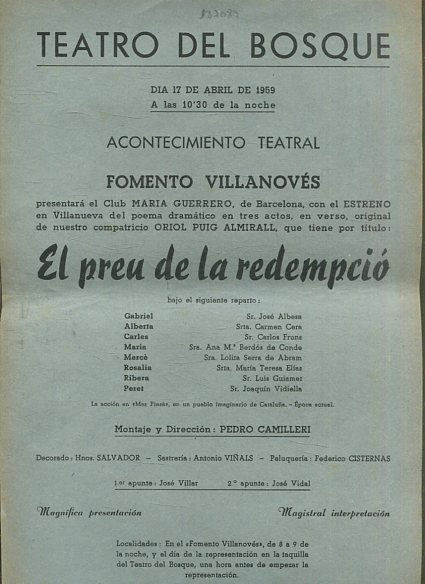 TEATRO DEL BOSQUE
DIA 17 DE ABRIL DE 1959
A las 10'30 de la noche
ACONTECIMIENTO TEATRAL
FOMENTO VILLANOVÉS
presentará el Club MARIA GUERRERO, de Barcelona, con el ESTRENO
en Villanueva del poema dramático en tres actos, en verso, original
de nuestro compatricio ORIOL PUIG ALMIRALL, que tiene por título:
El preu de la redempció
bajo el siguiente reparto:
Gabriel Sr. José Albesa
Alberta Srta. Carmen Cera
Carles Sr. Carlos Fruns
María Sra. Ana M.ª Berdós de Conde
Mercè Sra. Lolita Serra de Abram
Rosalía Srta. María Teresa Elías
Ribera Sr. Luis Guiamet
Peret Sr. Joaquín Vidiella
La acción en «Mas Pinar», en un pueblo imaginario de Cataluña. - Época actual.
Montaje y Dirección: PEDRO CAMILLERI
Decorado: Hnos. SALVADOR - Sastrería: Antonio VIÑALS - Peluquería: Federico CISTERNAS
1.er apunte: José Villar 2.º apunte: José Vidal
Magnífica presentación Magistral interpretación
Localidades: En el «Fomento Villanovés», de 8 a 9 de
la noche, y el día de la representación en la taquilla
del Teatro del Bosque, una hora antes de empezar la
representación.